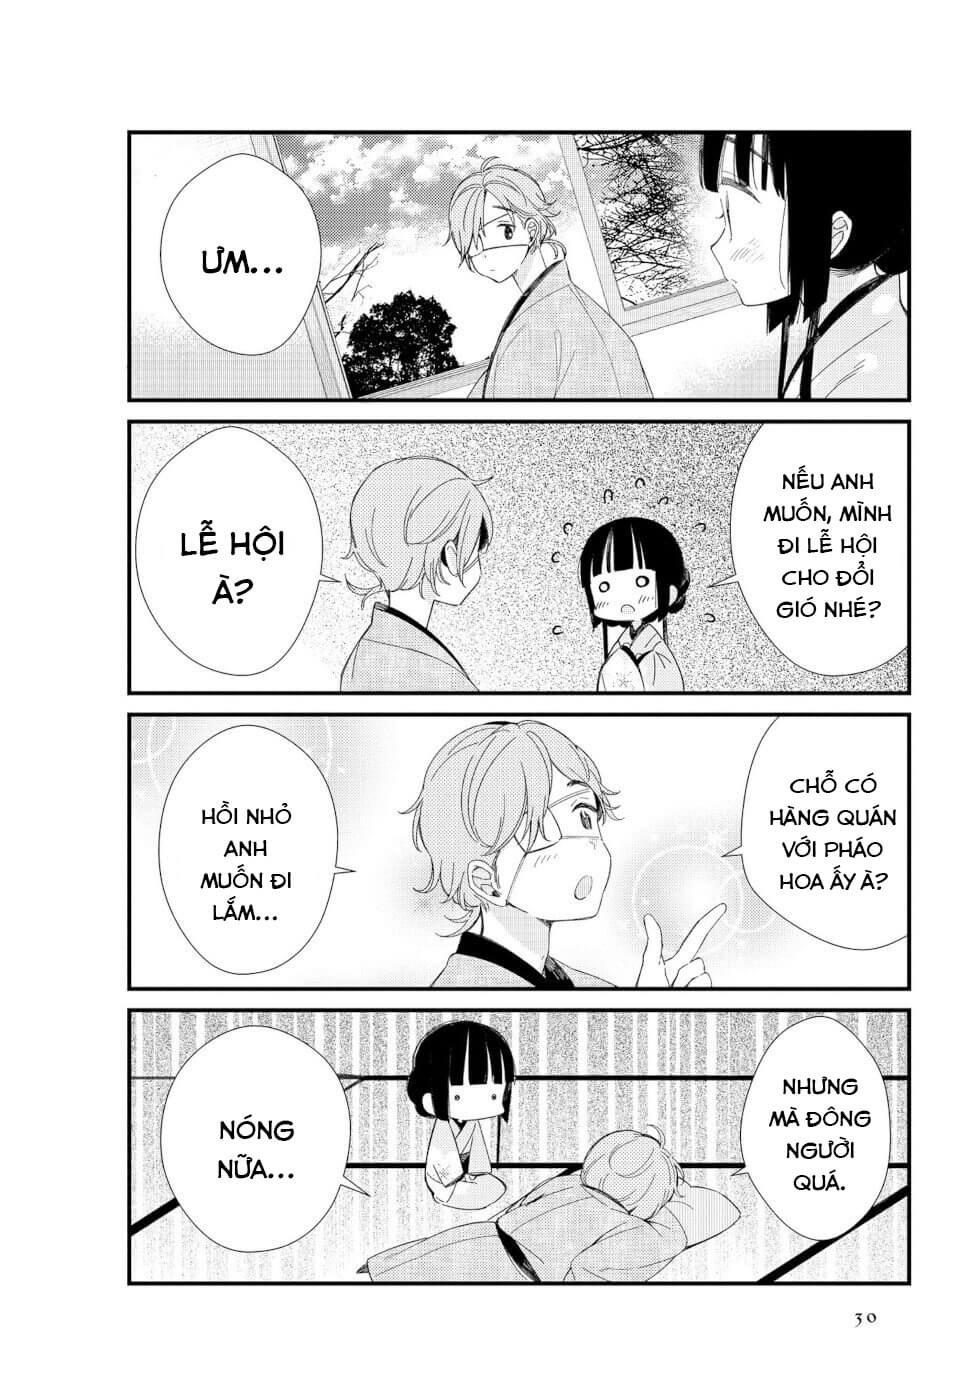 ƯM...
NẾU ANH
MUỐN, MÌNH
ĐI LỄ HỘI
CHO ĐỔI
GIÓ NHÉ?
LỄ HỘI
À?
CHỖ CÓ
HÀNG QUÁN
VỚI PHÁO
HOA ẤY À?
HỒI NHỎ
ANH
MUỐN ĐI
LẮM...
NHƯNG
MÀ ĐÔNG
NGƯỜI
QUÁ.
NÓNG
NỮA...
30